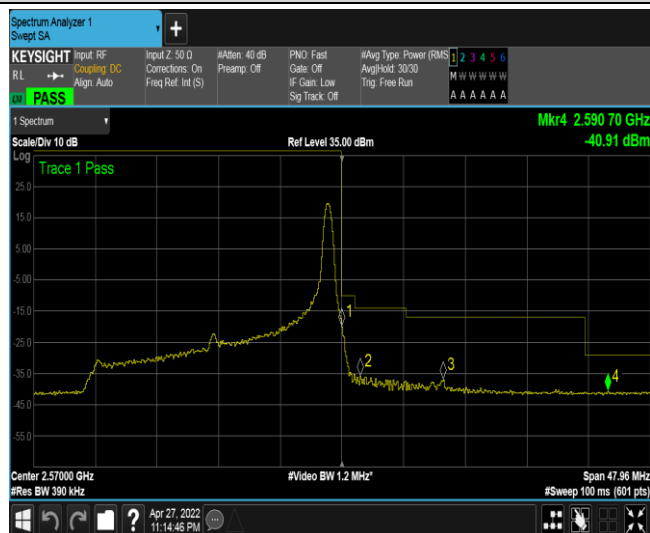 Spectrum Analyzer 1
Swept SA
KEYSIGHT Input: RF Input Z: 50 Ω #Atten: 40 dB PNO: Fast #Avg Type: Power (RMS 1 2 3 4 5 6
RL Coupling: DC Corrections: On Preamp: Off Gate: Off Avg|Hold: 30/30 M W W W W W
Align: Auto Freq Ref: Int (S) IF Gain: Low Trig: Free Run
LXI PASS Sig Track: Off A A A A A A
1 Spectrum Mkr4 2.590 70 GHz
Scale/Div 10 dB Ref Level 35.00 dBm -40.91 dBm
Log
Trace 1 Pass
25.0
15.0
5.00
-5.00
-15.0
1
-25.0
2 3
-35.0
4
-45.0
-55.0
Center 2.57000 GHz #Video BW 1.2 MHz* Span 47.96 MHz
#Res BW 390 kHz #Sweep 100 ms (601 pts)
? Apr 27, 2022
11:14:46 PM